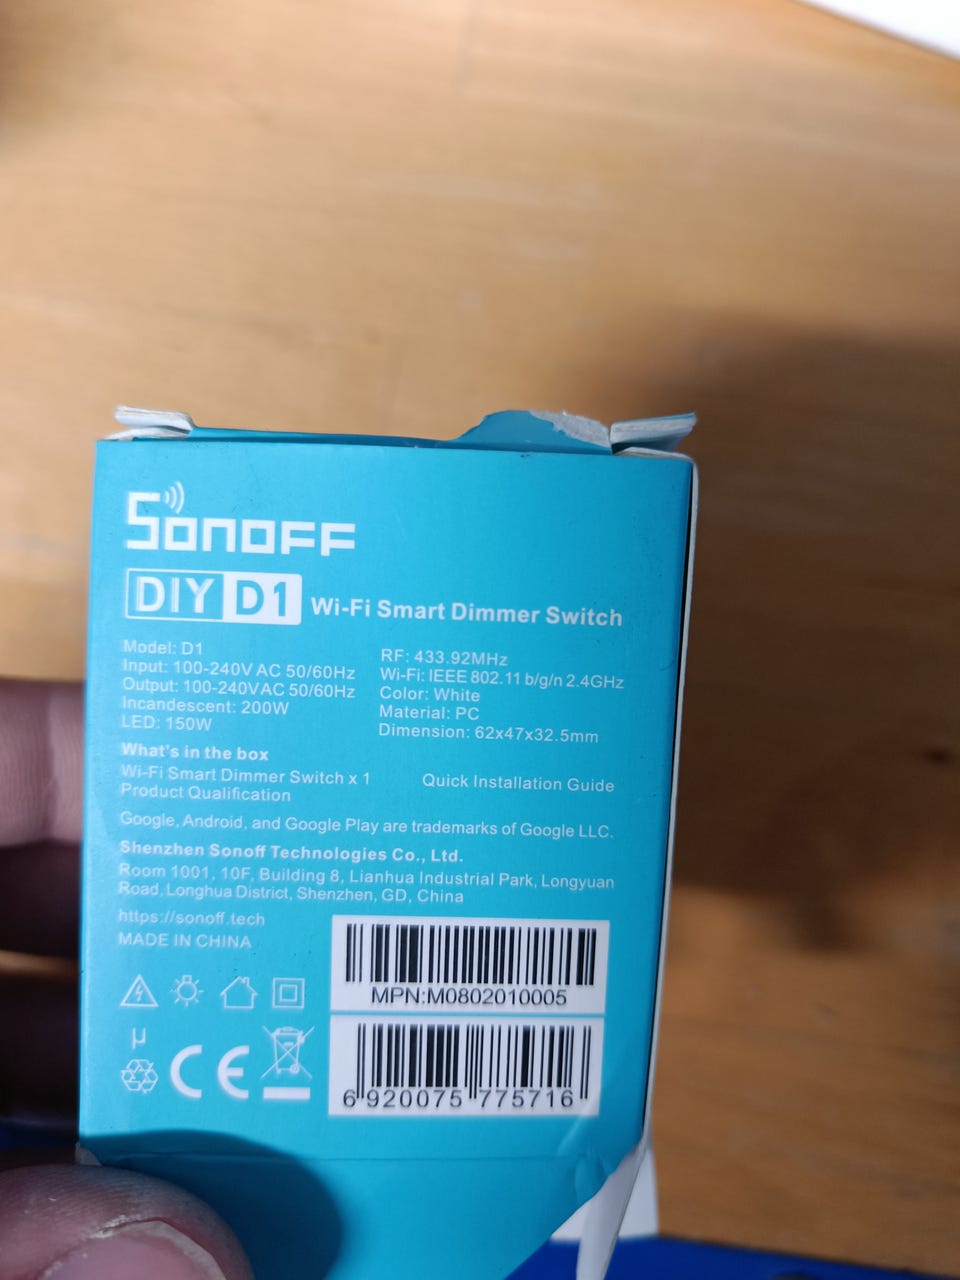 SONOFF
DIY D1 Wi-Fi Smart Dimmer Switch
Model: D1
Input: 100-240V AC 50/60Hz
Output: 100-240VAC 50/60Hz
Incandescent: 200W
LED: 150W
RF: 433.92MHz
Wi-Fi: IEEE 802.11 b/g/n 2.4GHz
Color: White
Material: PC
Dimension: 62x47x32.5mm
What's in the box
Wi-Fi Smart Dimmer Switch x 1
Quick Installation Guide
Product Qualification
Google, Android, and Google Play are trademarks of Google LLC.
Shenzhen Sonoff Technologies Co., Ltd.
Room 1001, 10F, Building 8, Lianhua Industrial Park, Longyuan
Road, Longhua District, Shenzhen, GD, China
https://sonoff.tech
MADE IN CHINA
MPN:M0802010005
µ
CE
6 920075 775716